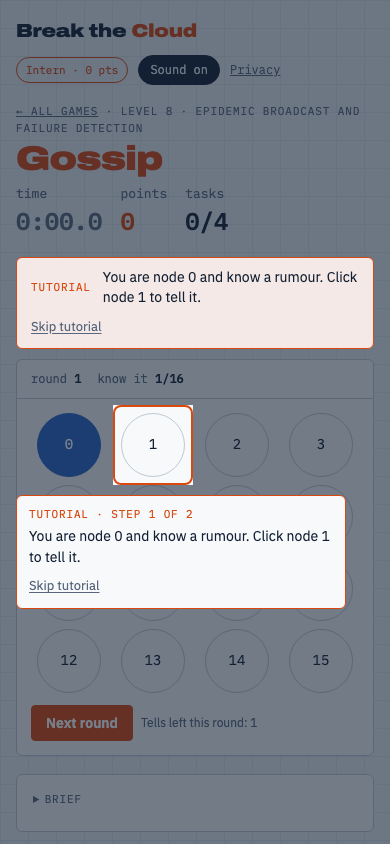 Break the Cloud
Intern · 0 pts
Sound on
Privacy
← ALL GAMES · LEVEL 8 · EPIDEMIC BROADCAST AND
FAILURE DETECTION
Gossip
time points tasks
0:00.0 0 0/4
TUTORIAL
You are node 0 and know a rumour. Click
node 1 to tell it.
Skip tutorial
round 1 know it 1/16
0 1 2 3
TUTORIAL · STEP 1 OF 2
You are node 0 and know a rumour. Click node 1
to tell it.
Skip tutorial
12 13 14 15
Next round
Tells left this round: 1
▶ BRIEF